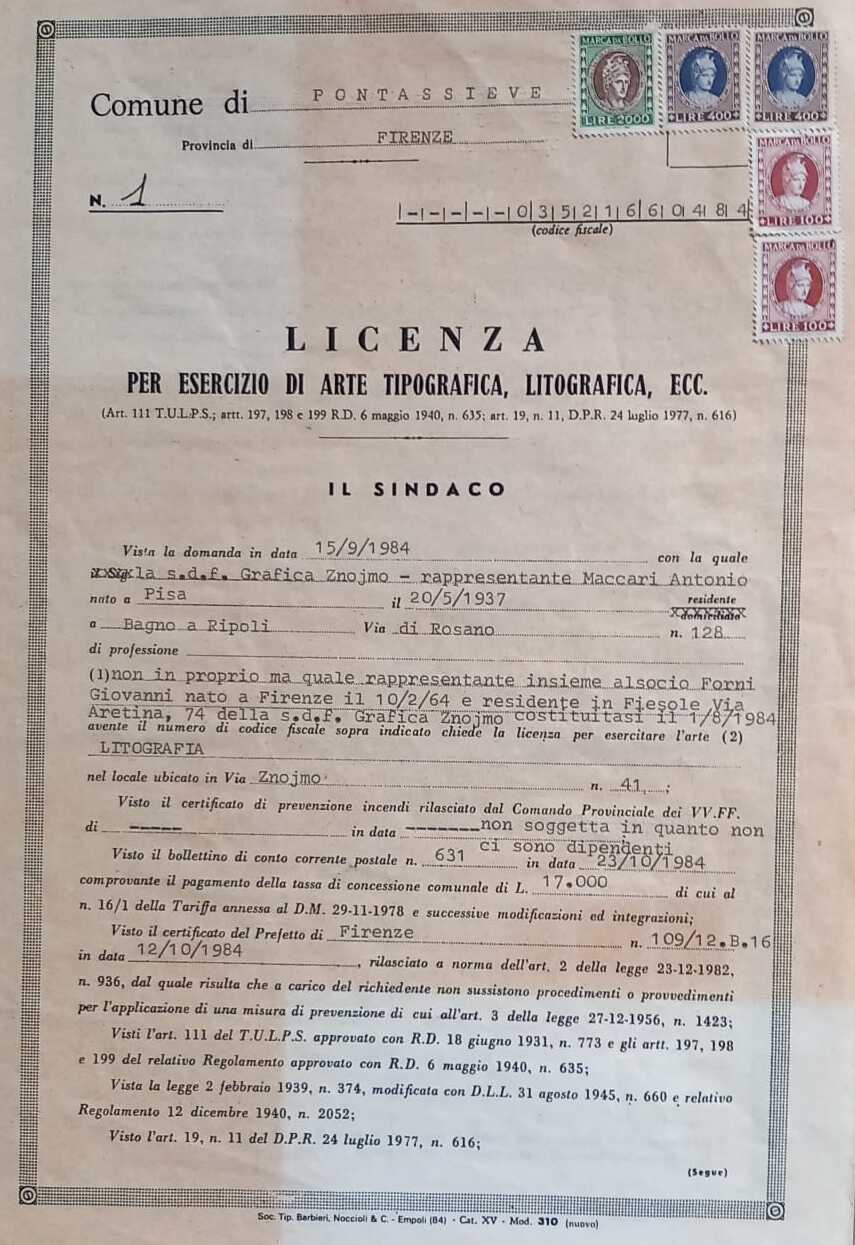 Comune di PONTASSIEVE
MARCA DA BOLLO LIRE 2000
MARCA DA BOLLO LIRE 400
MARCA DA BOLLO LIRE 400
Provincia di FIRENZE
MARCA DA BOLLO LIRE 100
N. 1
|-|-|-|-|-|0|3|5|2|1|6|6|0|4|8|4
(codice fiscale)
MARCA DA BOLLO LIRE 100
LICENZA
PER ESERCIZIO DI ARTE TIPOGRAFICA, LITOGRAFICA, ECC.
(Art. 111 T.U.L.P.S.; artt. 197, 198 e 199 R.D. 6 maggio 1940, n. 635; art. 19, n. 11, D.P.R. 24 luglio 1977, n. 616)
IL SINDACO
Vista la domanda in data 15/9/1984 con la quale
la s.d.f. Grafica Znojmo - rappresentante Maccari Antonio
nato a Pisa il 20/5/1937 residente
domiciliato
a Bagno a Ripoli Via di Rosano n. 128
di professione
(1)non in proprio ma quale rappresentante insieme alsocio Forni
Giovanni nato a Firenze il 10/2/64 e residente in Fiesole Via
Aretina, 74 della s.d.f. Grafica Znojmo costituitasi il 1/8/1984
avente il numero di codice fiscale sopra indicato chiede la licenza per esercitare l'arte (2)
LITOGRAFIA
nel locale ubicato in Via Znojmo n. 41 ;
Visto il certificato di prevenzione incendi rilasciato dal Comando Provinciale dei VV.FF.
di ----- in data -------non soggetta in quanto non
ci sono dipendenti
Visto il bollettino di conto corrente postale n. 631 in data 23/10/1984
comprovante il pagamento della tassa di concessione comunale di L. 17.000 di cui al
n. 16/1 della Tariffa annessa al D.M. 29-11-1978 e successive modificazioni ed integrazioni;
Visto il certificato del Prefetto di Firenze n. 109/12.B.16
in data 12/10/1984 , rilasciato a norma dell'art. 2 della legge 23-12-1982,
n. 936, dal quale risulta che a carico del richiedente non sussistono procedimenti o provvedimenti
per l'applicazione di una misura di prevenzione di cui all'art. 3 della legge 27-12-1956, n. 1423;
Visti l'art. 111 del T.U.L.P.S. approvato con R.D. 18 giugno 1931, n. 773 e gli artt. 197, 198
e 199 del relativo Regolamento approvato con R.D. 6 maggio 1940, n. 635;
Vista la legge 2 febbraio 1939, n. 374, modificata con D.L.L. 31 agosto 1945, n. 660 e relativo
Regolamento 12 dicembre 1940, n. 2052;
Visto l'art. 19, n. 11 del D.P.R. 24 luglio 1977, n. 616;
(Segue)
Soc. Tip. Barbieri, Noccioli & C. - Empoli (84) - Cat. XV - Mod. 310 (nuovo)